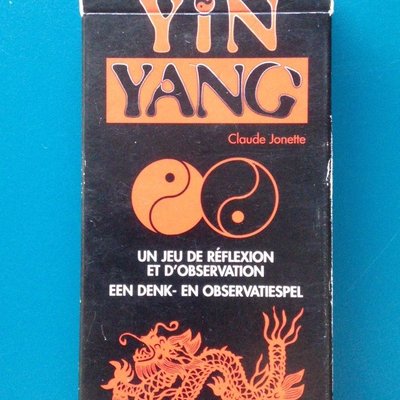 YiN
YANG
Claude Jonette
UN JEU DE RÉFLEXION
ET D'OBSERVATION
EEN DENK- EN OBSERVATIESPEL